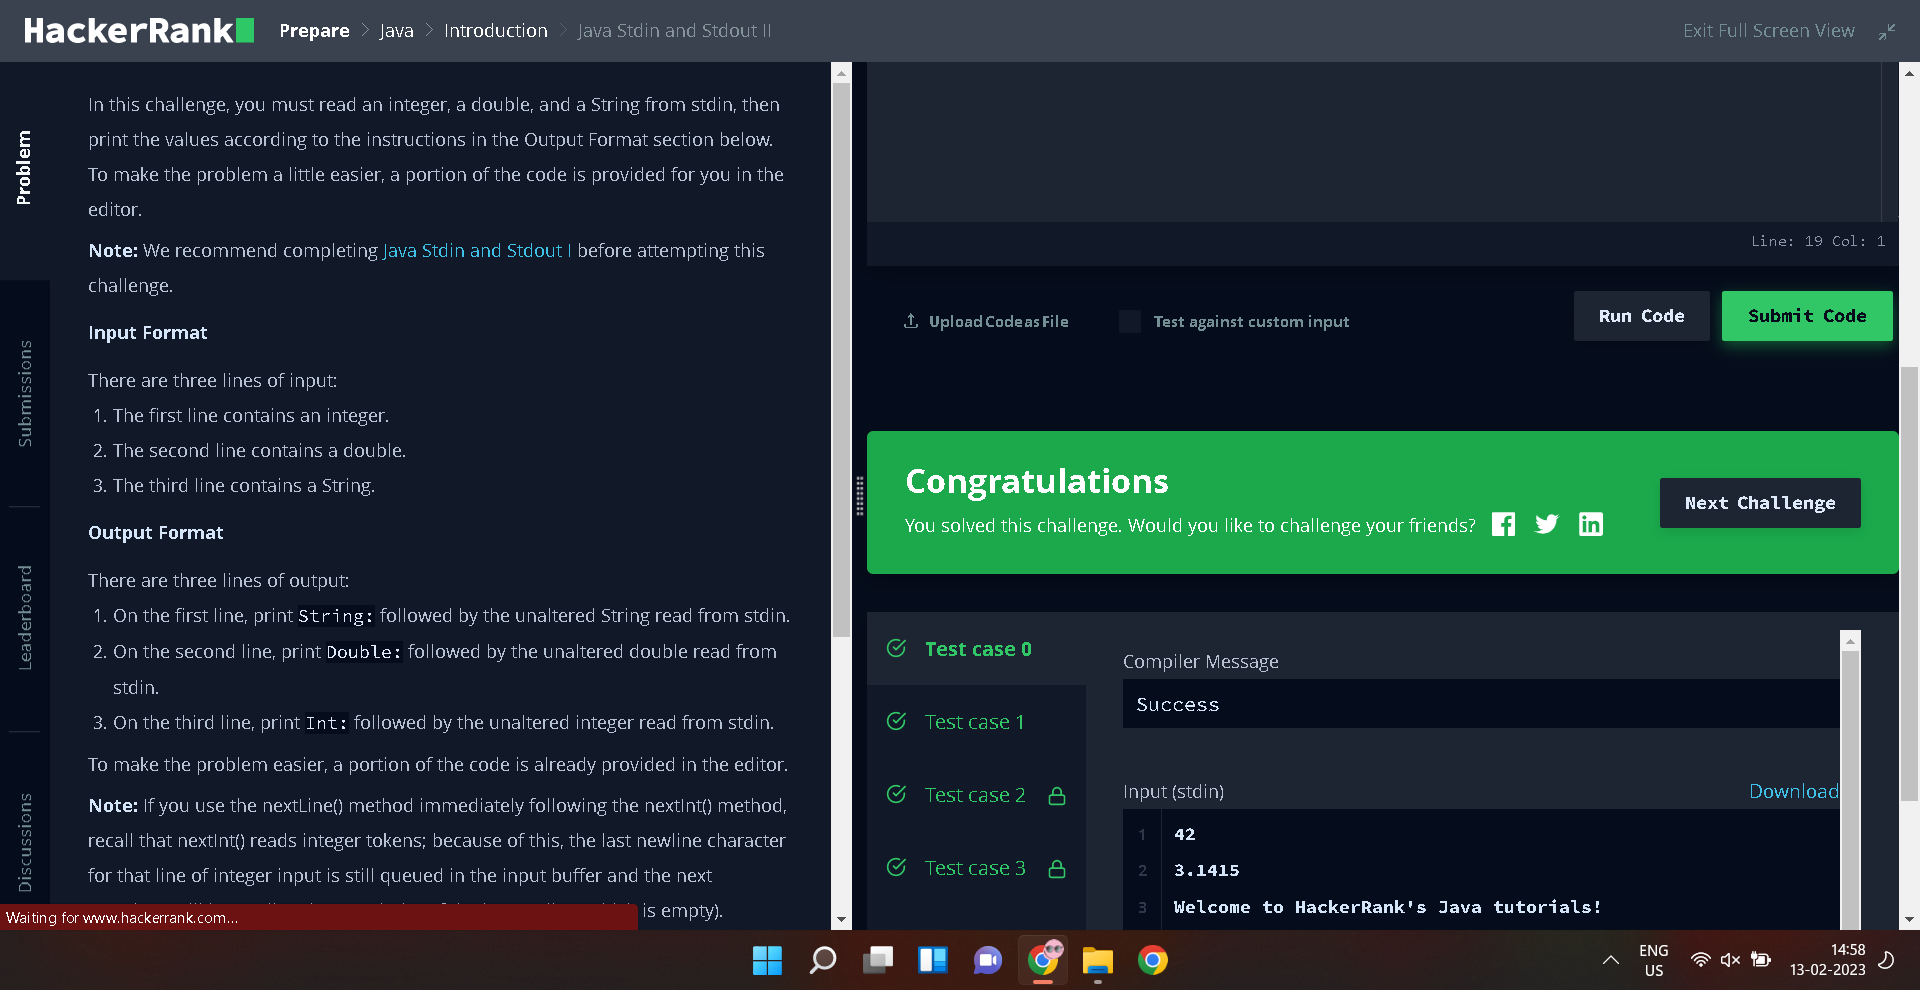 HackerRank Prepare > Java > Introduction > Java Stdin and Stdout II
Exit Full Screen View
Problem
Submissions
Leaderboard
Discussions
In this challenge, you must read an integer, a double, and a String from stdin, then
print the values according to the instructions in the Output Format section below.
To make the problem a little easier, a portion of the code is provided for you in the
editor.
Note: We recommend completing Java Stdin and Stdout I before attempting this
challenge.
Input Format
There are three lines of input:
1. The first line contains an integer.
2. The second line contains a double.
3. The third line contains a String.
Output Format
There are three lines of output:
1. On the first line, print String: followed by the unaltered String read from stdin.
2. On the second line, print Double: followed by the unaltered double read from
stdin.
3. On the third line, print Int: followed by the unaltered integer read from stdin.
To make the problem easier, a portion of the code is already provided in the editor.
Note: If you use the nextLine() method immediately following the nextInt() method,
recall that nextInt() reads integer tokens; because of this, the last newline character
for that line of integer input is still queued in the input buffer and the next
is empty).
Waiting for www.hackerrank.com...
Line: 19 Col: 1
Upload Code as File
Test against custom input
Run Code
Submit Code
Congratulations
You solved this challenge. Would you like to challenge your friends?
Next Challenge
Test case 0
Test case 1
Test case 2
Test case 3
Compiler Message
Success
Input (stdin)
Download
1 42
2 3.1415
3 Welcome to HackerRank's Java tutorials!
ENG
US
14:58
13-02-2023